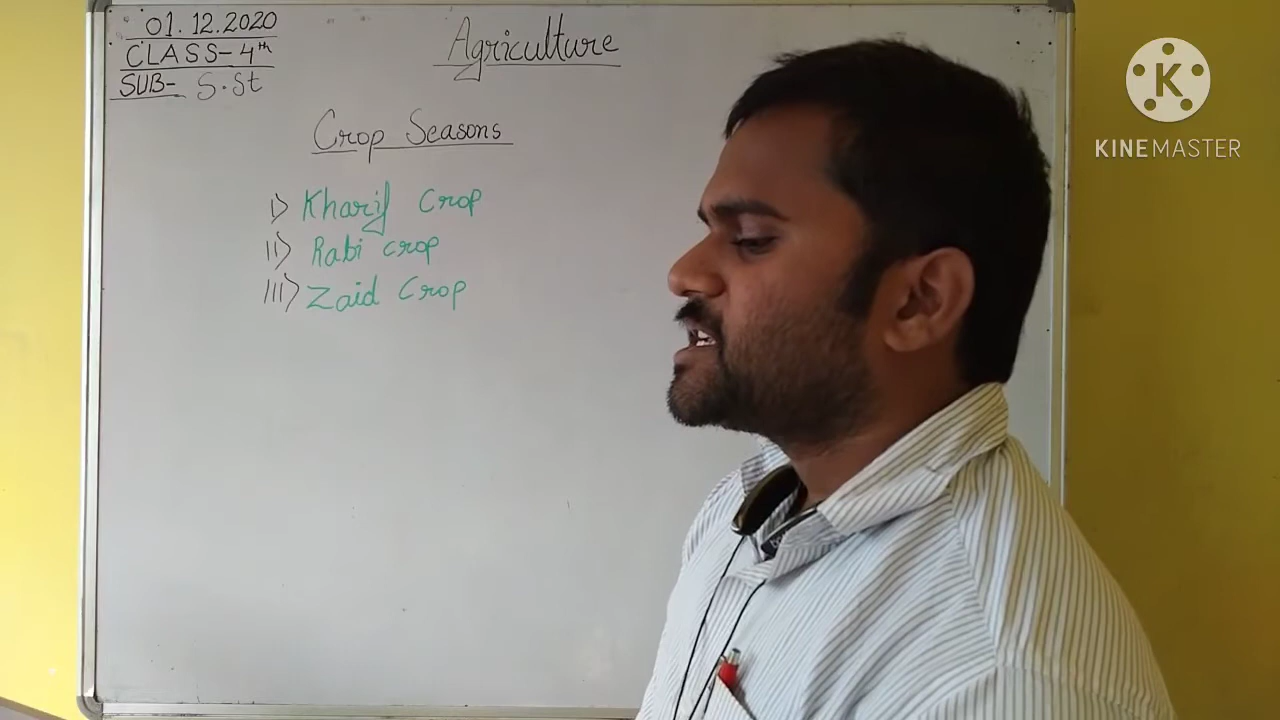 01.12.2020
CLASS-4th
SUB- S.St
Agriculture
Crop Seasons
I) Kharif Crop
II) Rabi crop
III) Zaid Crop
K
KINEMASTER